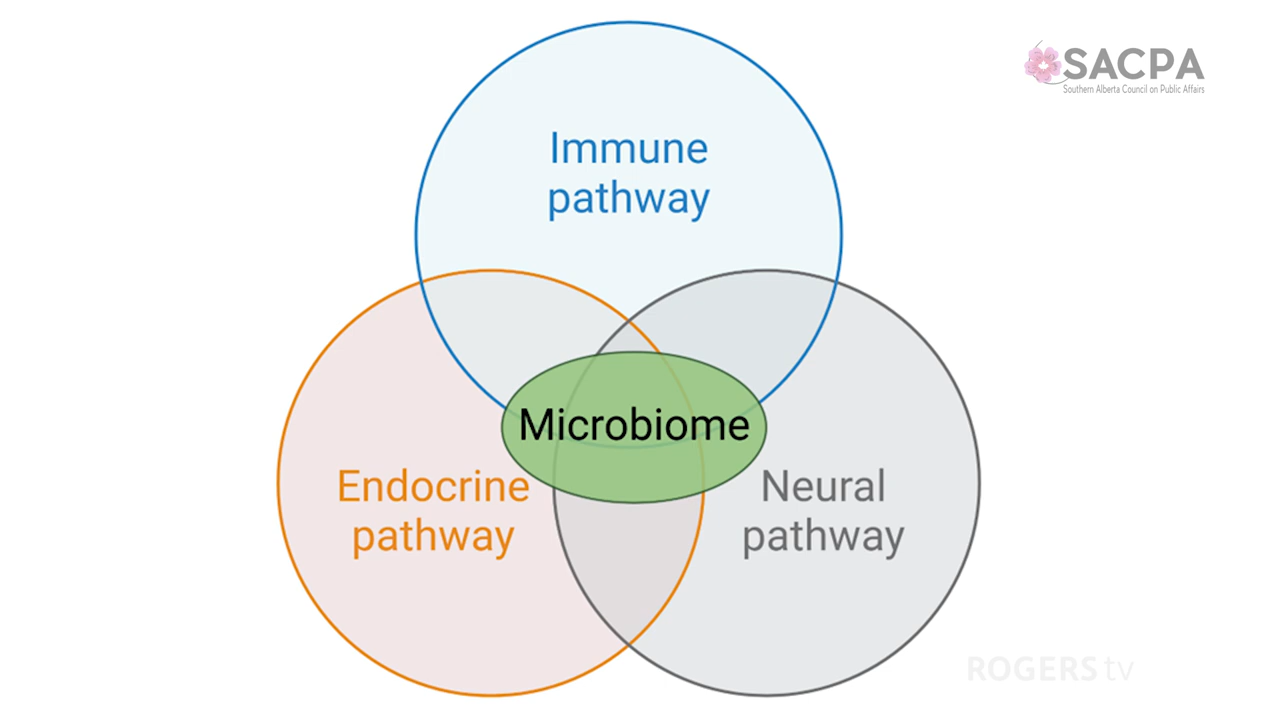 SACPA
Southern Alberta Council on Public Affairs
Immune
pathway
Microbiome
Endocrine
pathway
Neural
pathway
ROGERS tv